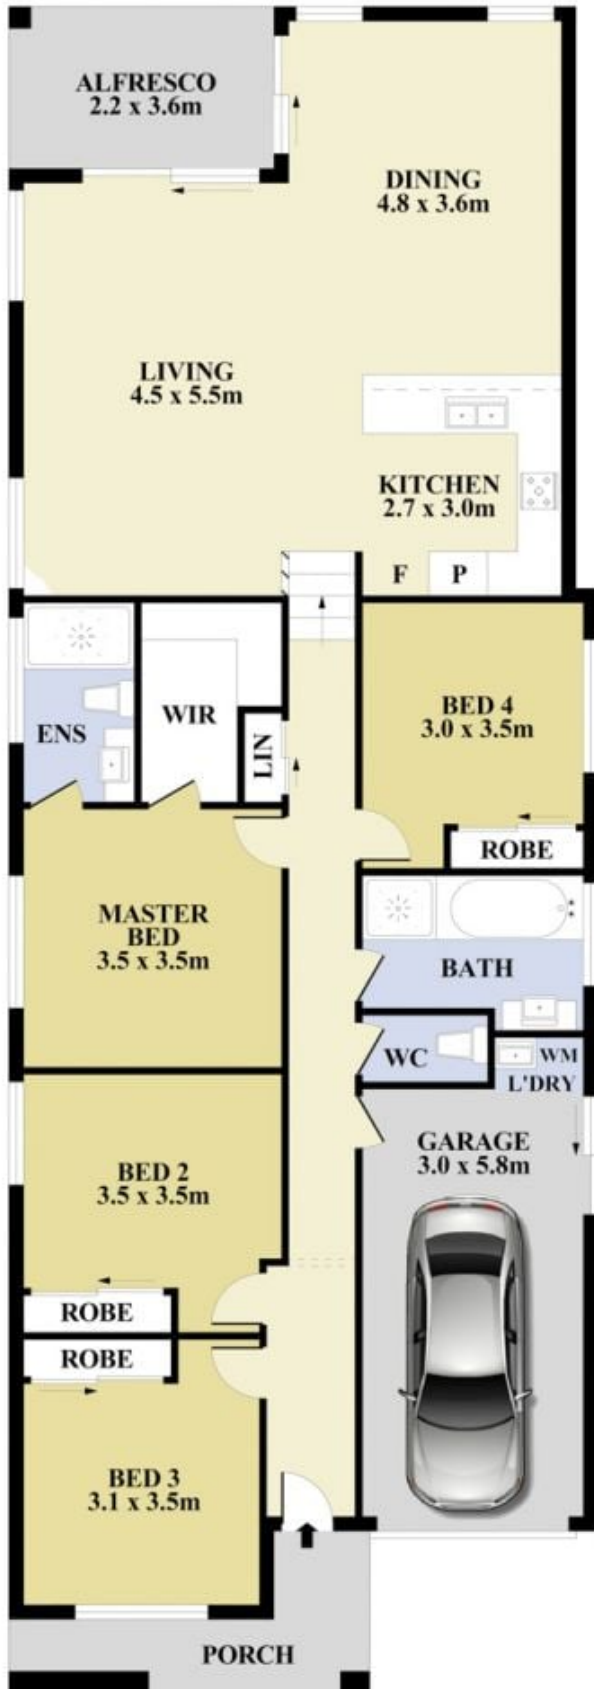 ALFRESCO
2.2 x 3.6m
DINING
4.8 x 3.6m
LIVING
4.5 x 5.5m
KITCHEN
2.7 x 3.0m
F
P
ENS
WIR
LIN
BED 4
3.0 x 3.5m
ROBE
MASTER
BED
3.5 x 3.5m
BATH
WC
WM
L'DRY
BED 2
3.5 x 3.5m
ROBE
GARAGE
3.0 x 5.8m
ROBE
BED 3
3.1 x 3.5m
PORCH